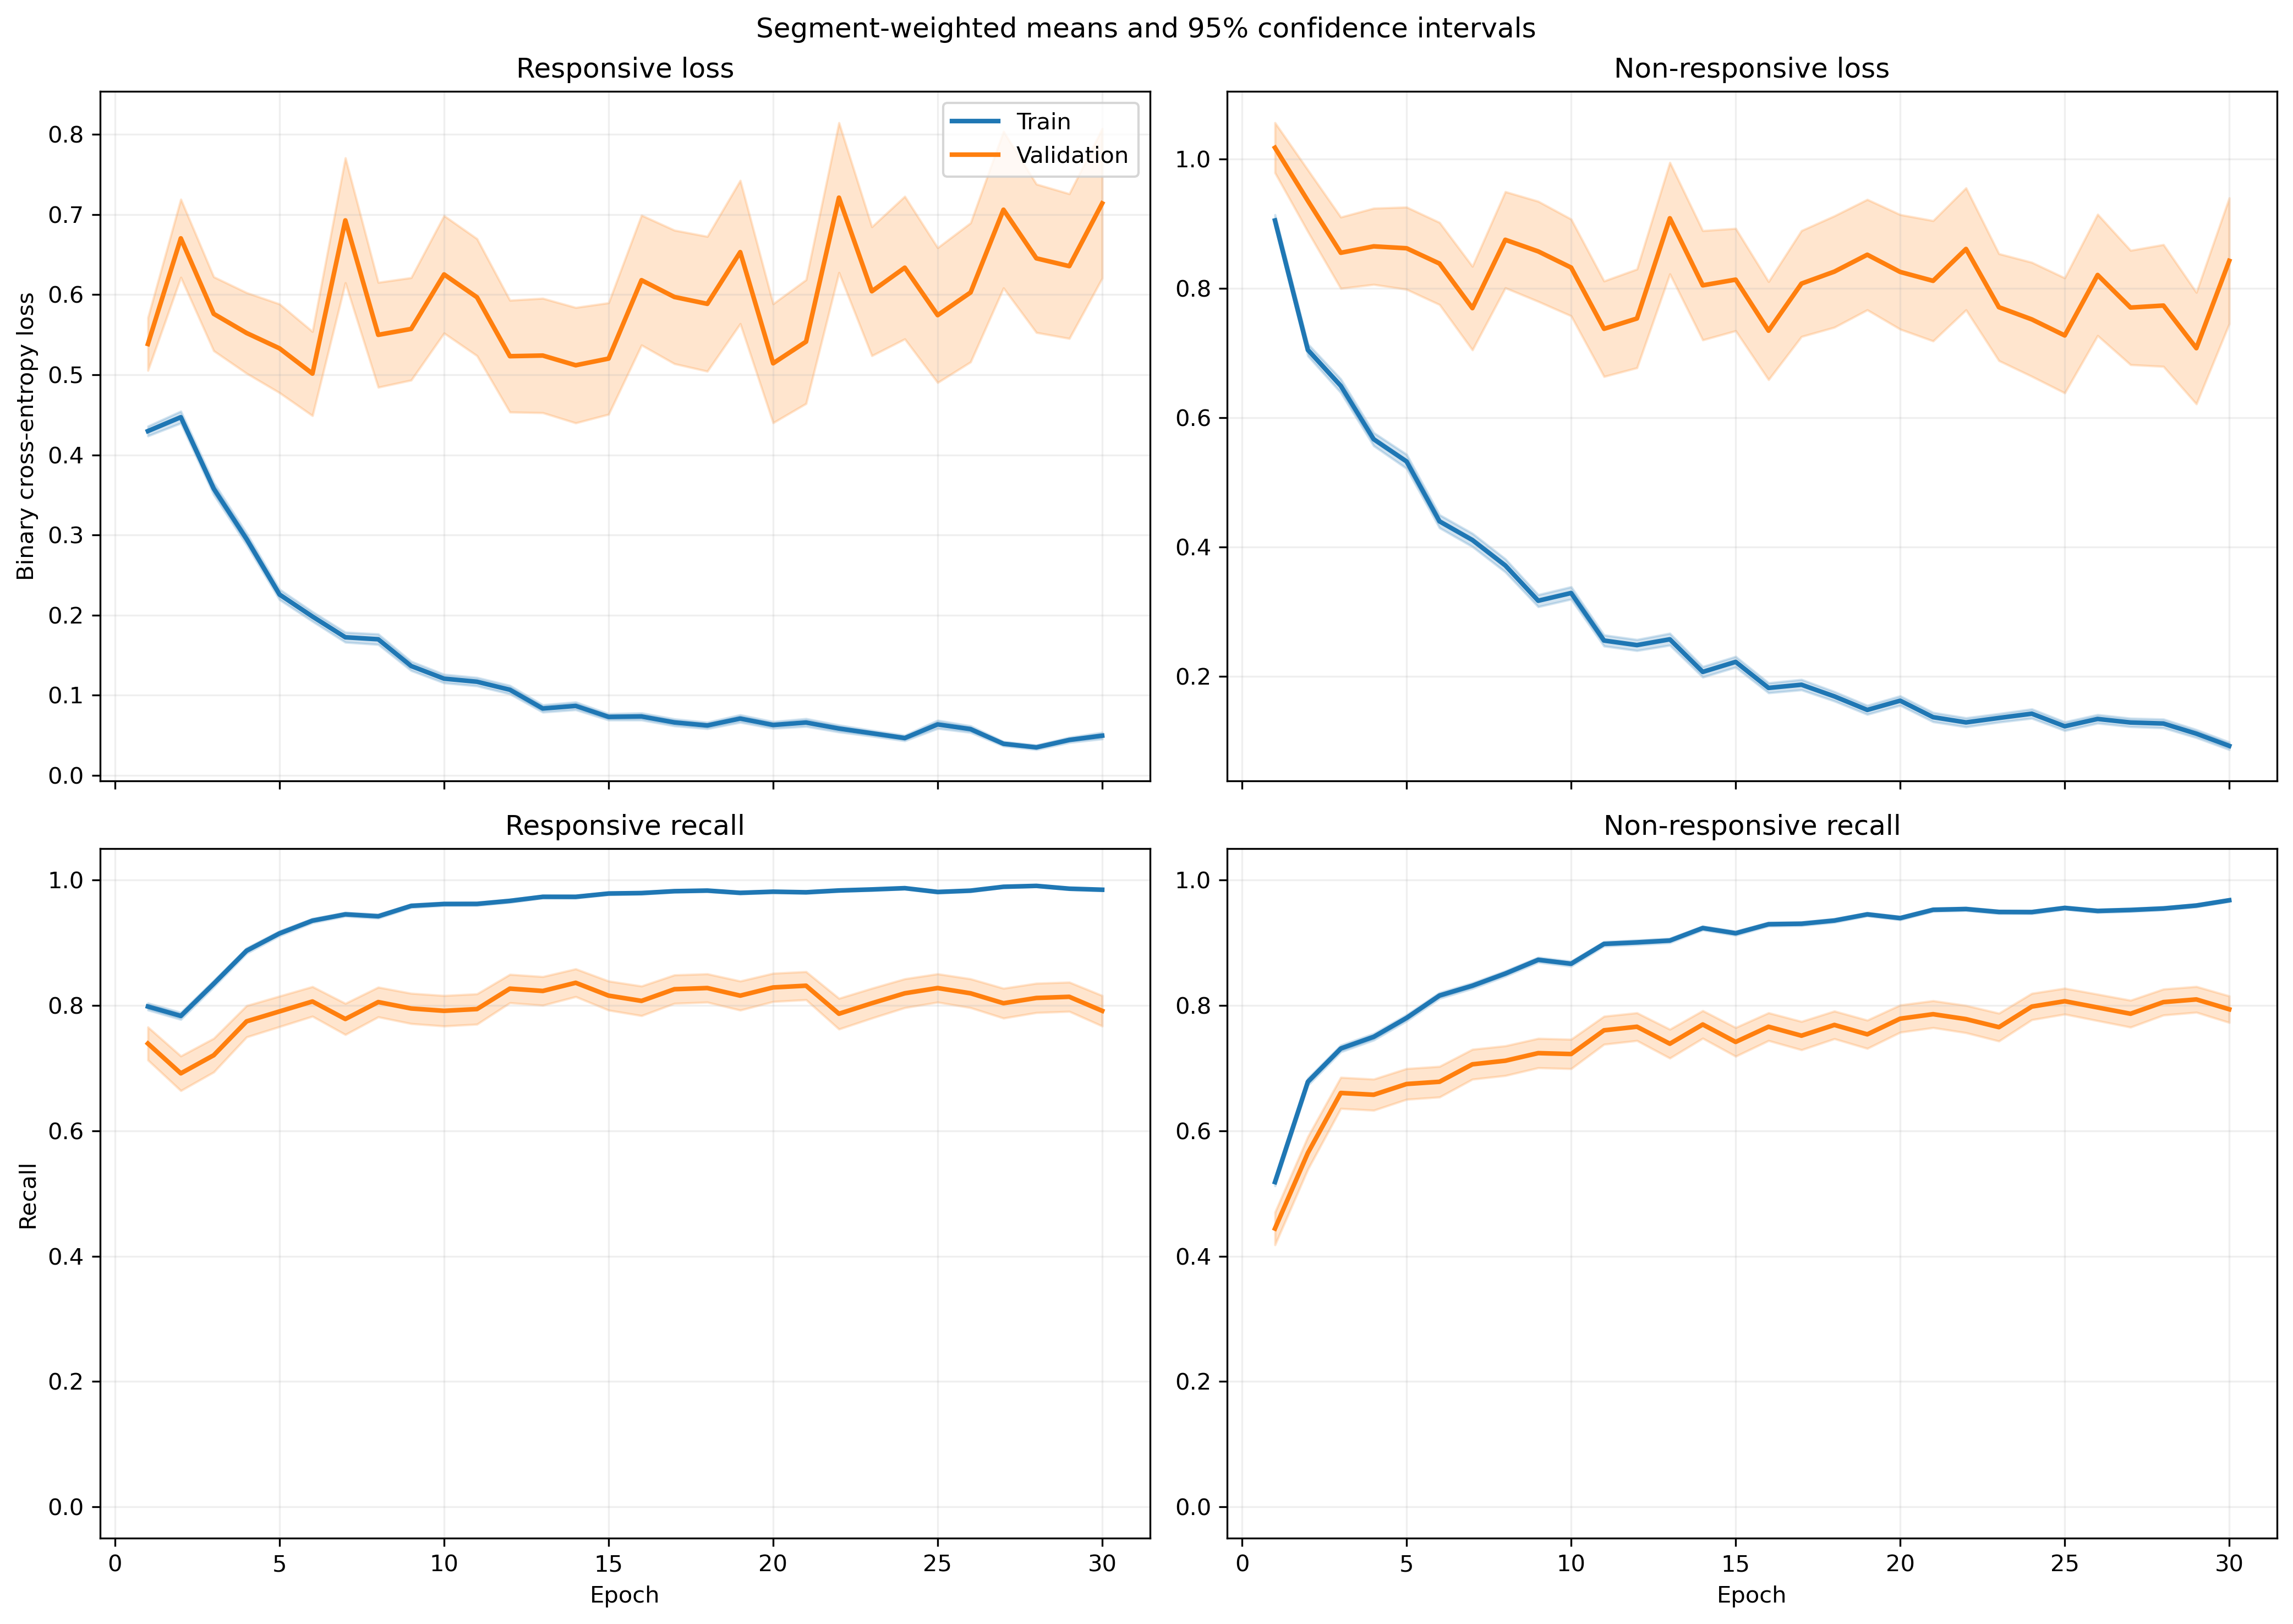 Segment-weighted means and 95% confidence intervals
Responsive loss
Non-responsive loss
Train
Validation
Binary cross-entropy loss
0.8
0.7
0.6
0.5
0.4
0.3
0.2
0.1
0.0
1.0
0.8
0.6
0.4
0.2
Responsive recall
Non-responsive recall
Recall
1.0
0.8
0.6
0.4
0.2
0.0
1.0
0.8
0.6
0.4
0.2
0.0
0 5 10 15 20 25 30
0 5 10 15 20 25 30
Epoch
Epoch